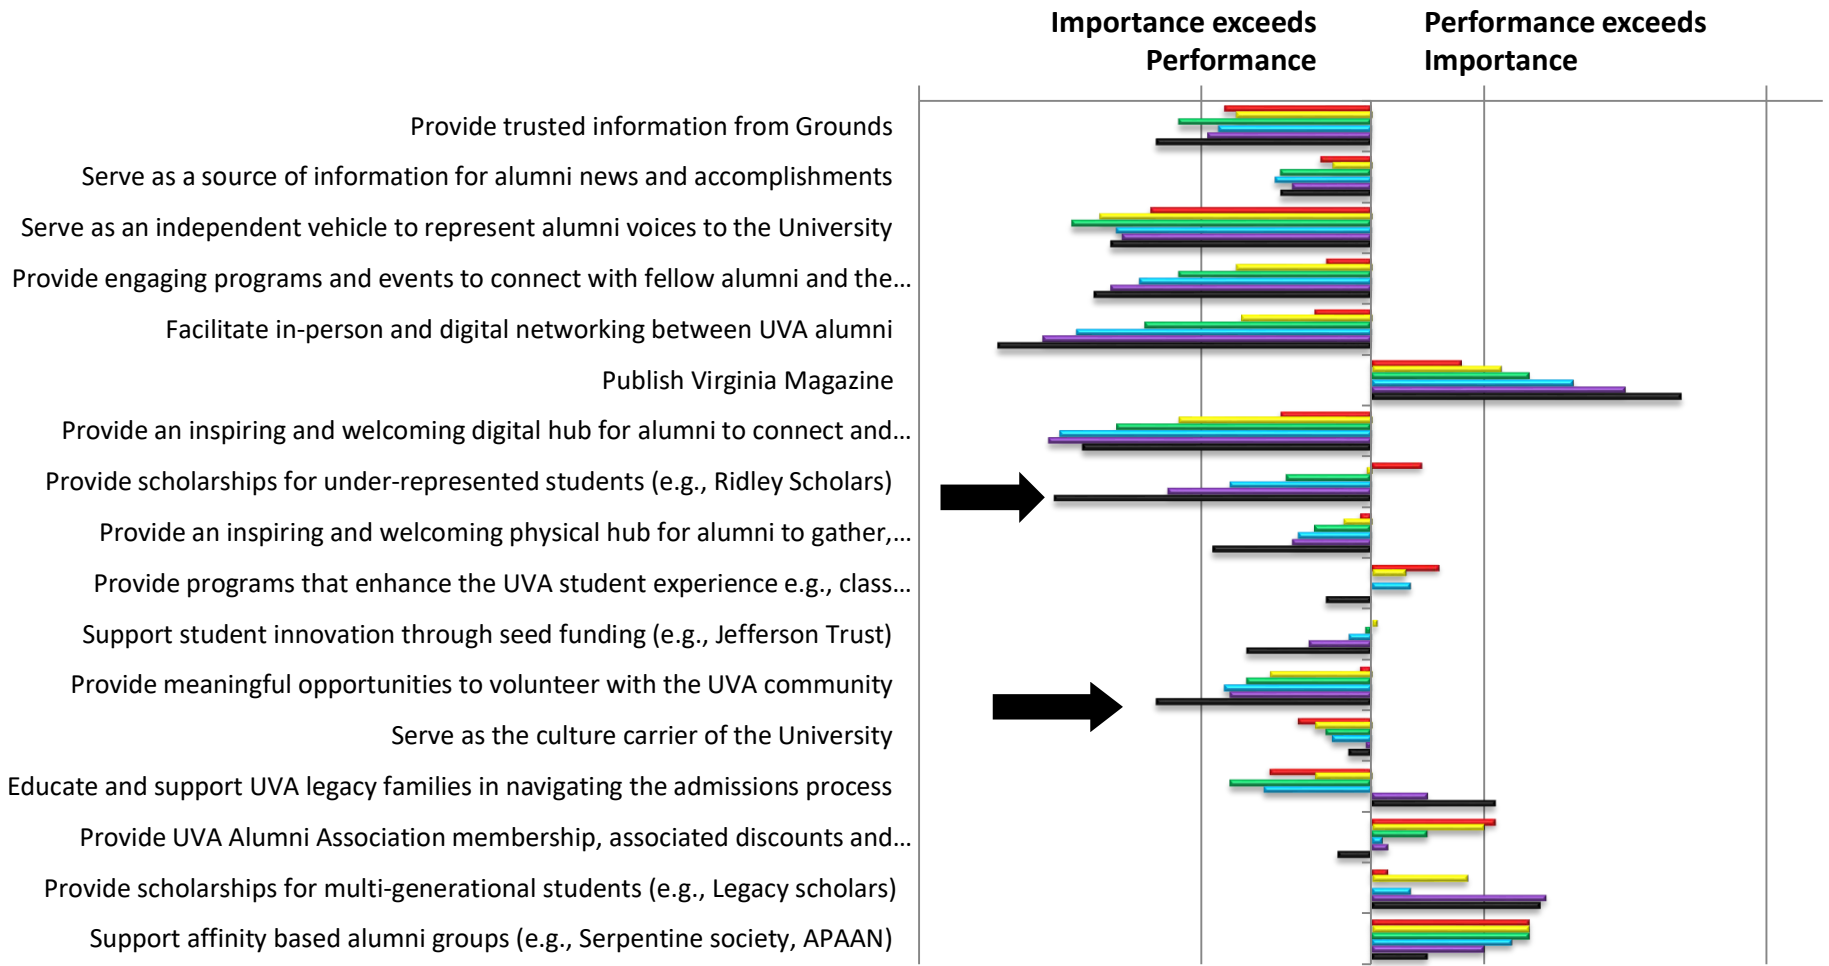 Importance exceeds
Performance
Performance exceeds
Importance
Provide trusted information from Grounds
Serve as a source of information for alumni news and accomplishments
Serve as an independent vehicle to represent alumni voices to the University
Provide engaging programs and events to connect with fellow alumni and the...
Facilitate in-person and digital networking between UVA alumni
Publish Virginia Magazine
Provide an inspiring and welcoming digital hub for alumni to connect and...
Provide scholarships for under-represented students (e.g., Ridley Scholars)
Provide an inspiring and welcoming physical hub for alumni to gather,...
Provide programs that enhance the UVA student experience e.g., class...
Support student innovation through seed funding (e.g., Jefferson Trust)
Provide meaningful opportunities to volunteer with the UVA community
Serve as the culture carrier of the University
Educate and support UVA legacy families in navigating the admissions process
Provide UVA Alumni Association membership, associated discounts and...
Provide scholarships for multi-generational students (e.g., Legacy scholars)
Support affinity based alumni groups (e.g., Serpentine society, APAAN)